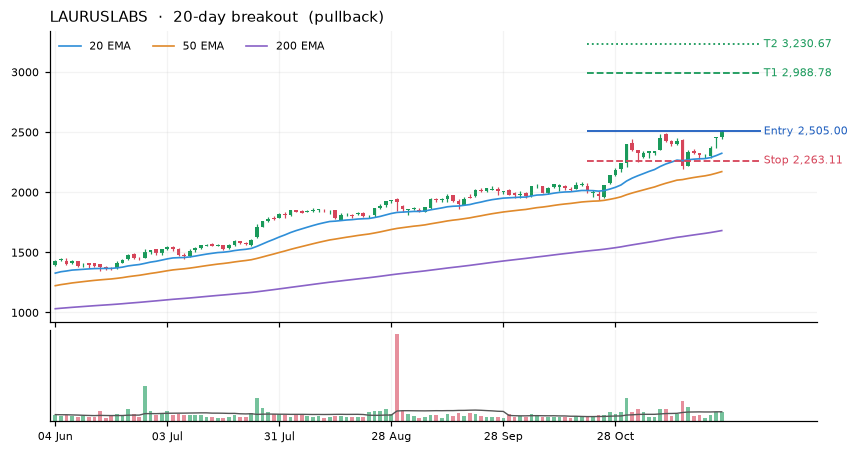 LAURUSLABS · 20-day breakout (pullback)
20 EMA 50 EMA 200 EMA
T2 3,230.67
3000
T1 2,988.78
2500
Entry 2,505.00
Stop 2,263.11
2000
1500
1000
04 Jun 03 Jul 31 Jul 28 Aug 28 Sep 28 Oct